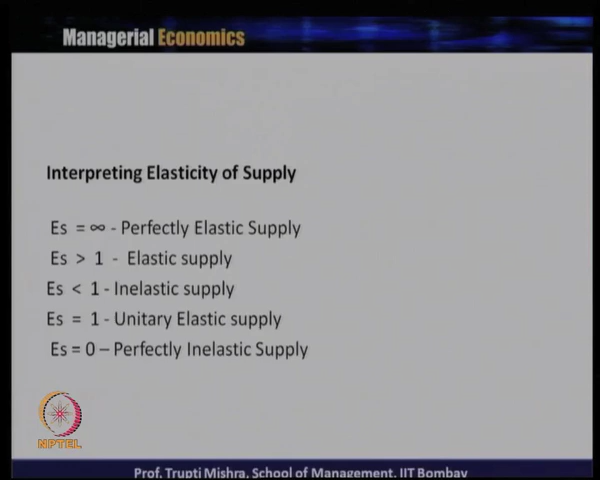 Managerial Economics
Interpreting Elasticity of Supply
Es = ∞ - Perfectly Elastic Supply
Es > 1 - Elastic supply
Es < 1 - Inelastic supply
Es = 1 - Unitary Elastic supply
Es = 0 – Perfectly Inelastic Supply
NPTEL
Prof. Trupti Mishra, School of Management, IIT Bombay